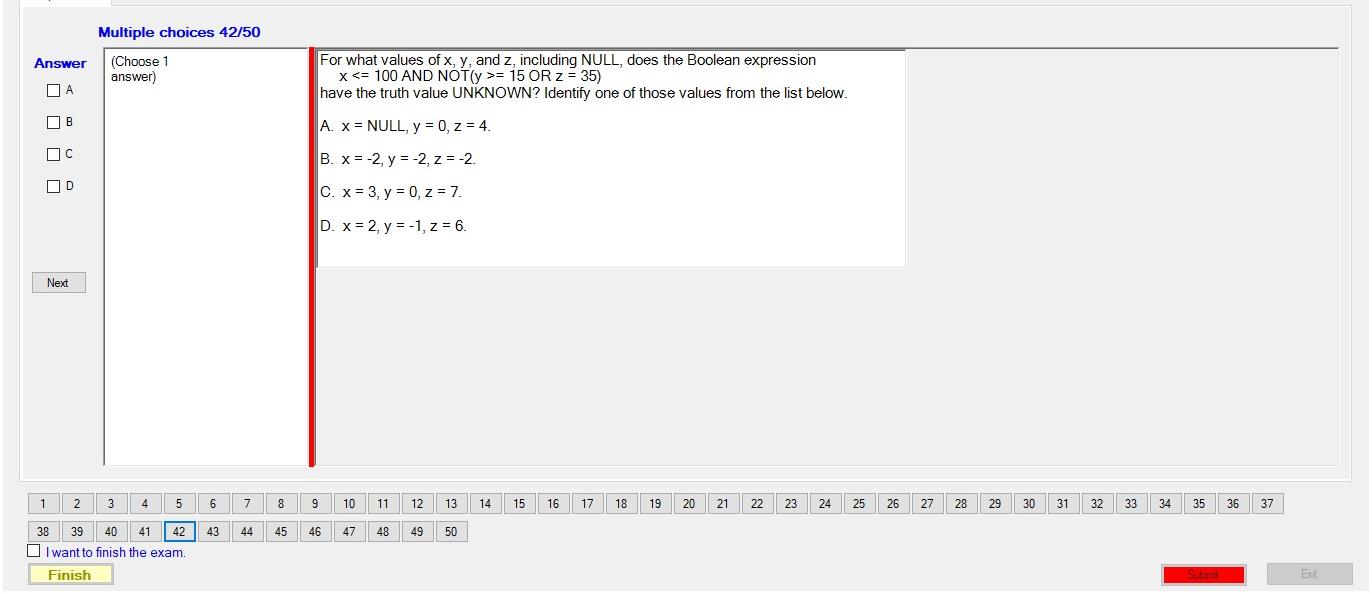 Multiple choices 42/50
Answer
(Choose 1
answer)
A
B
C
D
Next
For what values of x, y, and z, including NULL, does the Boolean expression
x <= 100 AND NOT(y >= 15 OR z = 35)
have the truth value UNKNOWN? Identify one of those values from the list below.
A. x = NULL, y = 0, z = 4.
B. x = -2, y = -2, z = -2.
C. x = 3, y = 0, z = 7.
D. x = 2, y = -1, z = 6.
1 2 3 4 5 6 7 8 9 10 11 12 13 14 15 16 17 18 19 20 21 22 23 24 25 26 27 28 29 30 31 32 33 34 35 36 37
38 39 40 41 42 43 44 45 46 47 48 49 50
I want to finish the exam.
Finish
Submit
Exit